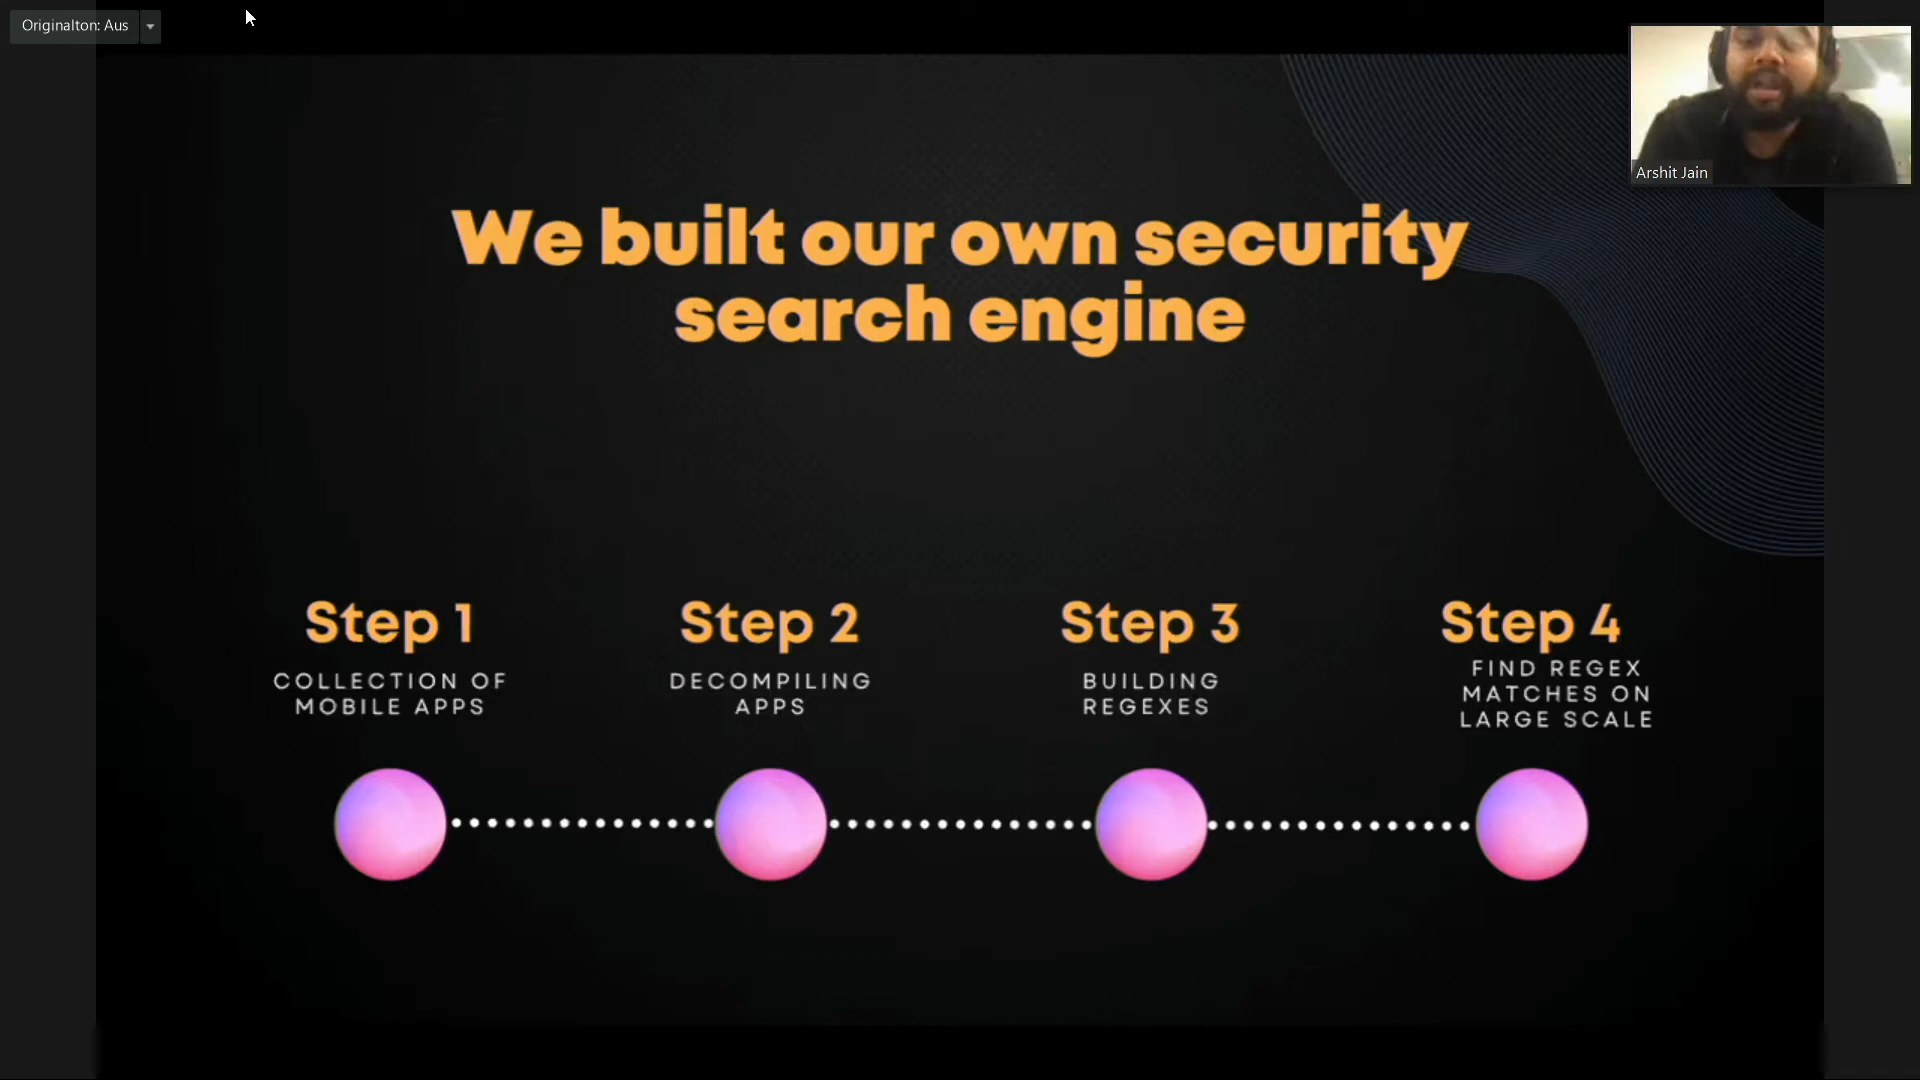 Originalton: Aus
Arshit Jain
We built our own security
search engine
Step 1
COLLECTION OF
MOBILE APPS
Step 2
DECOMPILING
APPS
Step 3
BUILDING
REGEXES
Step 4
FIND REGEX
MATCHES ON
LARGE SCALE